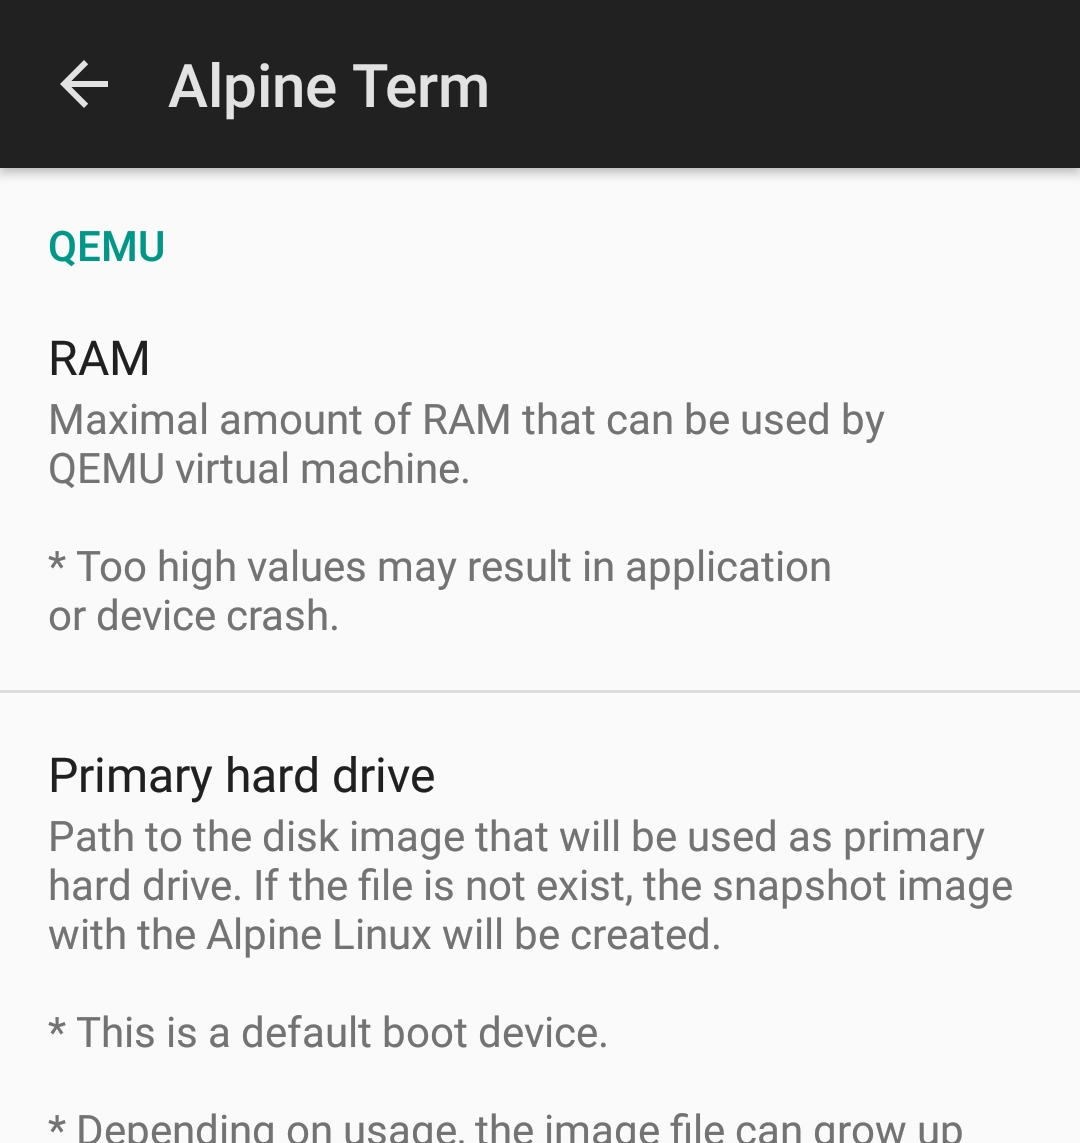 Alpine Term
QEMU
RAM
Maximal amount of RAM that can be used by
QEMU virtual machine.
* Too high values may result in application
or device crash.
Primary hard drive
Path to the disk image that will be used as primary
hard drive. If the file is not exist, the snapshot image
with the Alpine Linux will be created.
* This is a default boot device.
* Depending on usage, the image file can grow up